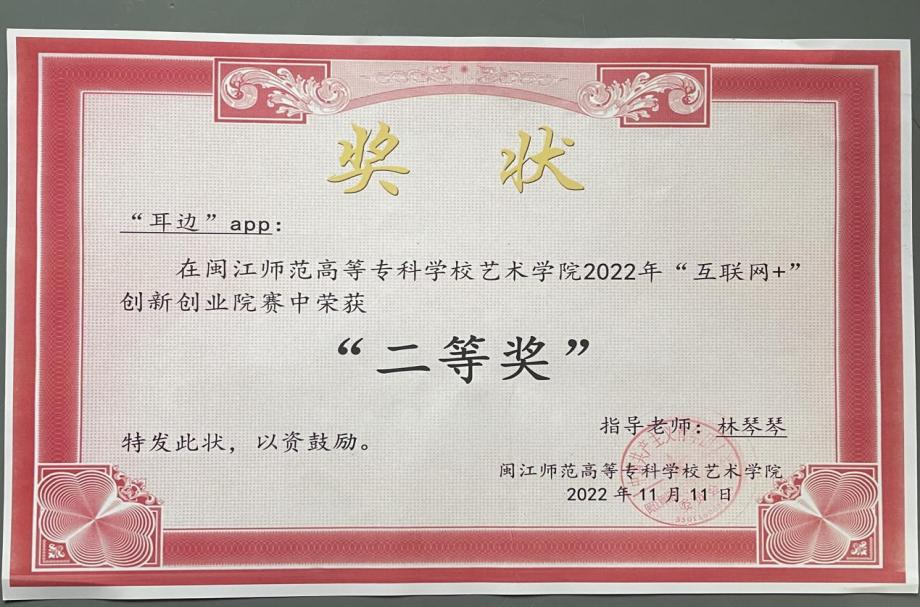 奖 状
“耳边”app：
在闽江师范高等专科学校艺术学院2022年“互联网+”
创新创业院赛中荣获
“二等奖”
指导老师：林琴琴
特发此状，以资鼓励。
闽江师范高等专科学校艺术学院
2022 年 11 月 11 日